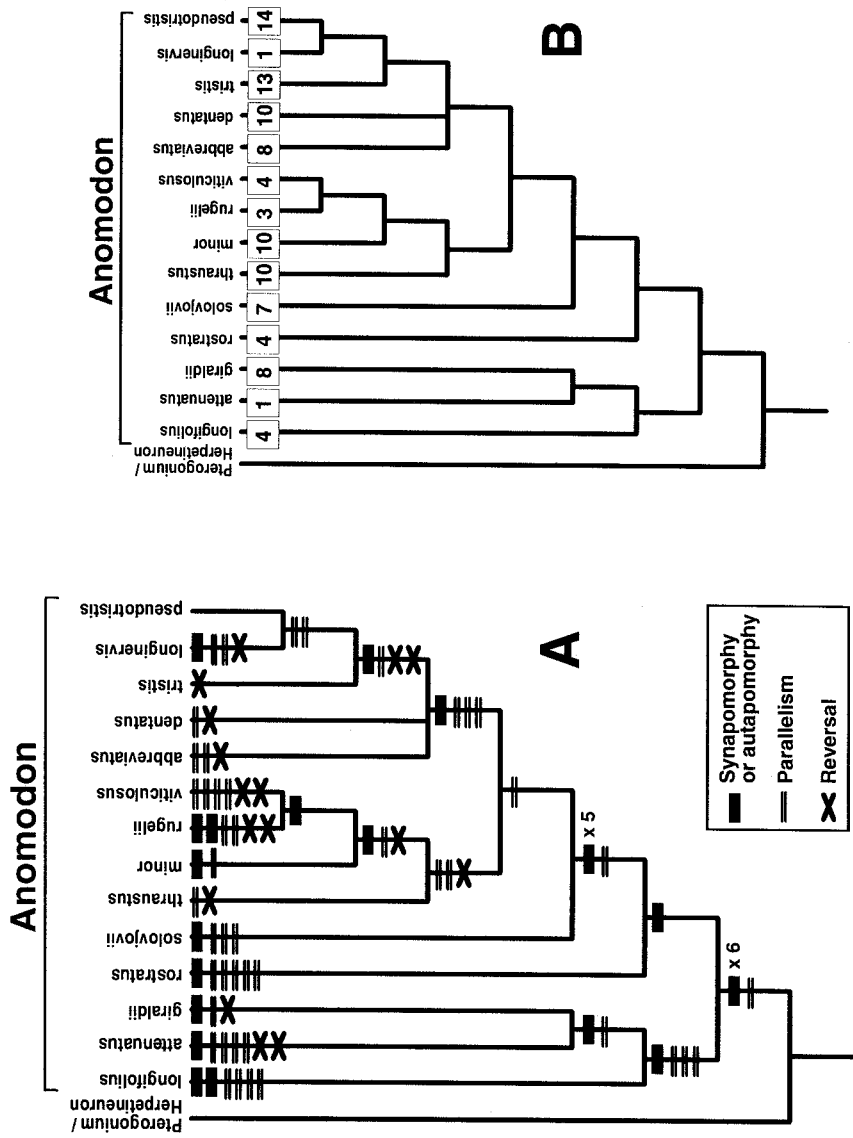 Anomodon
pseudotristis
longinervis
tristis
dentatus
abbreviatus
viticulosus
rugelii
minor
thraustus
solovjovii
rostratus
giraldii
attenuatus
longifolius
Pterogonium /
Herpetineuron
14
1
13
10
8
4
3
10
10
7
4
8
1
4
B
Anomodon
pseudotristis
longinervis
tristis
dentatus
abbreviatus
viticulosus
rugelii
minor
thraustus
solovjovii
rostratus
giraldii
attenuatus
longifolius
Pterogonium /
Herpetineuron
x 5
x 6
A
Synapomorphy
or autapomorphy
Parallelism
Reversal